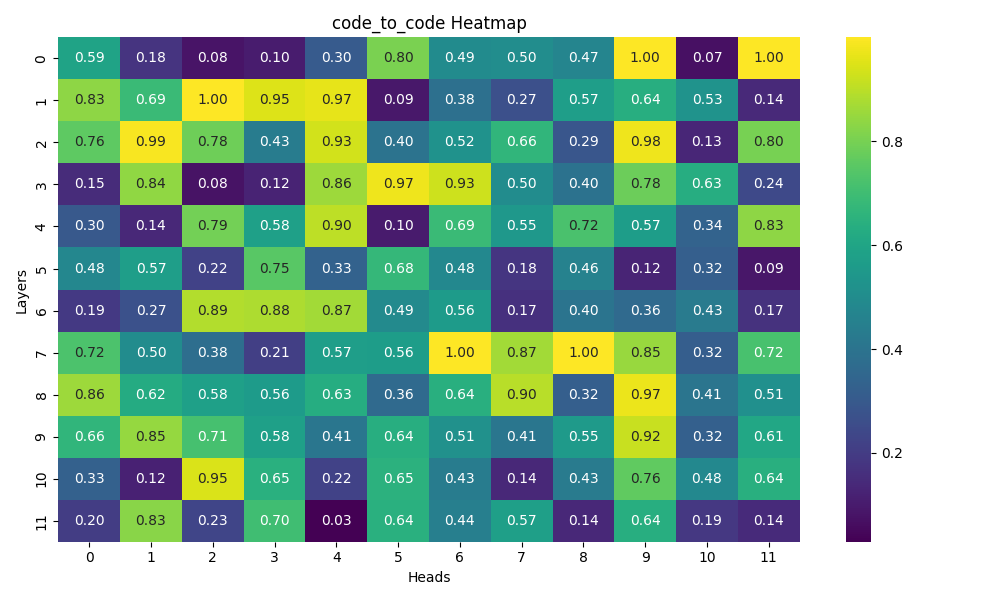 code_to_code Heatmap
0 0.59 0.18 0.08 0.10 0.30 0.80 0.49 0.50 0.47 1.00 0.07 1.00
1 0.83 0.69 1.00 0.95 0.97 0.09 0.38 0.27 0.57 0.64 0.53 0.14
2 0.76 0.99 0.78 0.43 0.93 0.40 0.52 0.66 0.29 0.98 0.13 0.80
3 0.15 0.84 0.08 0.12 0.86 0.97 0.93 0.50 0.40 0.78 0.63 0.24
4 0.30 0.14 0.79 0.58 0.90 0.10 0.69 0.55 0.72 0.57 0.34 0.83
5 0.48 0.57 0.22 0.75 0.33 0.68 0.48 0.18 0.46 0.12 0.32 0.09
6 0.19 0.27 0.89 0.88 0.87 0.49 0.56 0.17 0.40 0.36 0.43 0.17
7 0.72 0.50 0.38 0.21 0.57 0.56 1.00 0.87 1.00 0.85 0.32 0.72
8 0.86 0.62 0.58 0.56 0.63 0.36 0.64 0.90 0.32 0.97 0.41 0.51
9 0.66 0.85 0.71 0.58 0.41 0.64 0.51 0.41 0.55 0.92 0.32 0.61
10 0.33 0.12 0.95 0.65 0.22 0.65 0.43 0.14 0.43 0.76 0.48 0.64
11 0.20 0.83 0.23 0.70 0.03 0.64 0.44 0.57 0.14 0.64 0.19 0.14
0 1 2 3 4 5 6 7 8 9 10 11
Heads
Layers
0.8
0.6
0.4
0.2